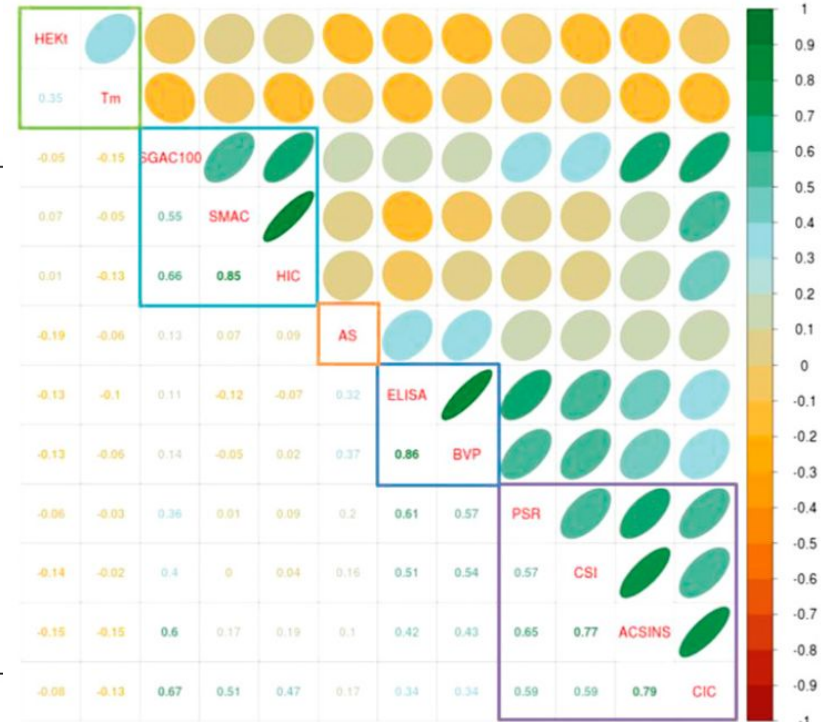 HEKt
0.35 Tm
-0.05 -0.15 SGAC100
0.07 -0.05 0.55 SMAC
0.01 -0.13 0.66 0.85 HIC
-0.19 -0.06 0.13 0.07 0.09 AS
-0.13 -0.1 0.11 -0.12 -0.07 0.32 ELISA
-0.13 -0.06 0.14 -0.05 0.02 0.37 0.86 BVP
-0.06 -0.03 0.36 0.01 0.09 0.2 0.61 0.57 PSR
-0.14 -0.02 0.4 0 0.04 0.16 0.51 0.54 0.57 CSI
-0.15 -0.15 0.6 0.17 0.19 0.1 0.42 0.43 0.65 0.77 ACSINS
-0.08 -0.13 0.67 0.51 0.47 0.17 0.34 0.34 0.59 0.59 0.79 CIC
1
0.9
0.8
0.7
0.6
0.5
0.4
0.3
0.2
0.1
0
-0.1
-0.2
-0.3
-0.4
-0.5
-0.6
-0.7
-0.8
-0.9
-1